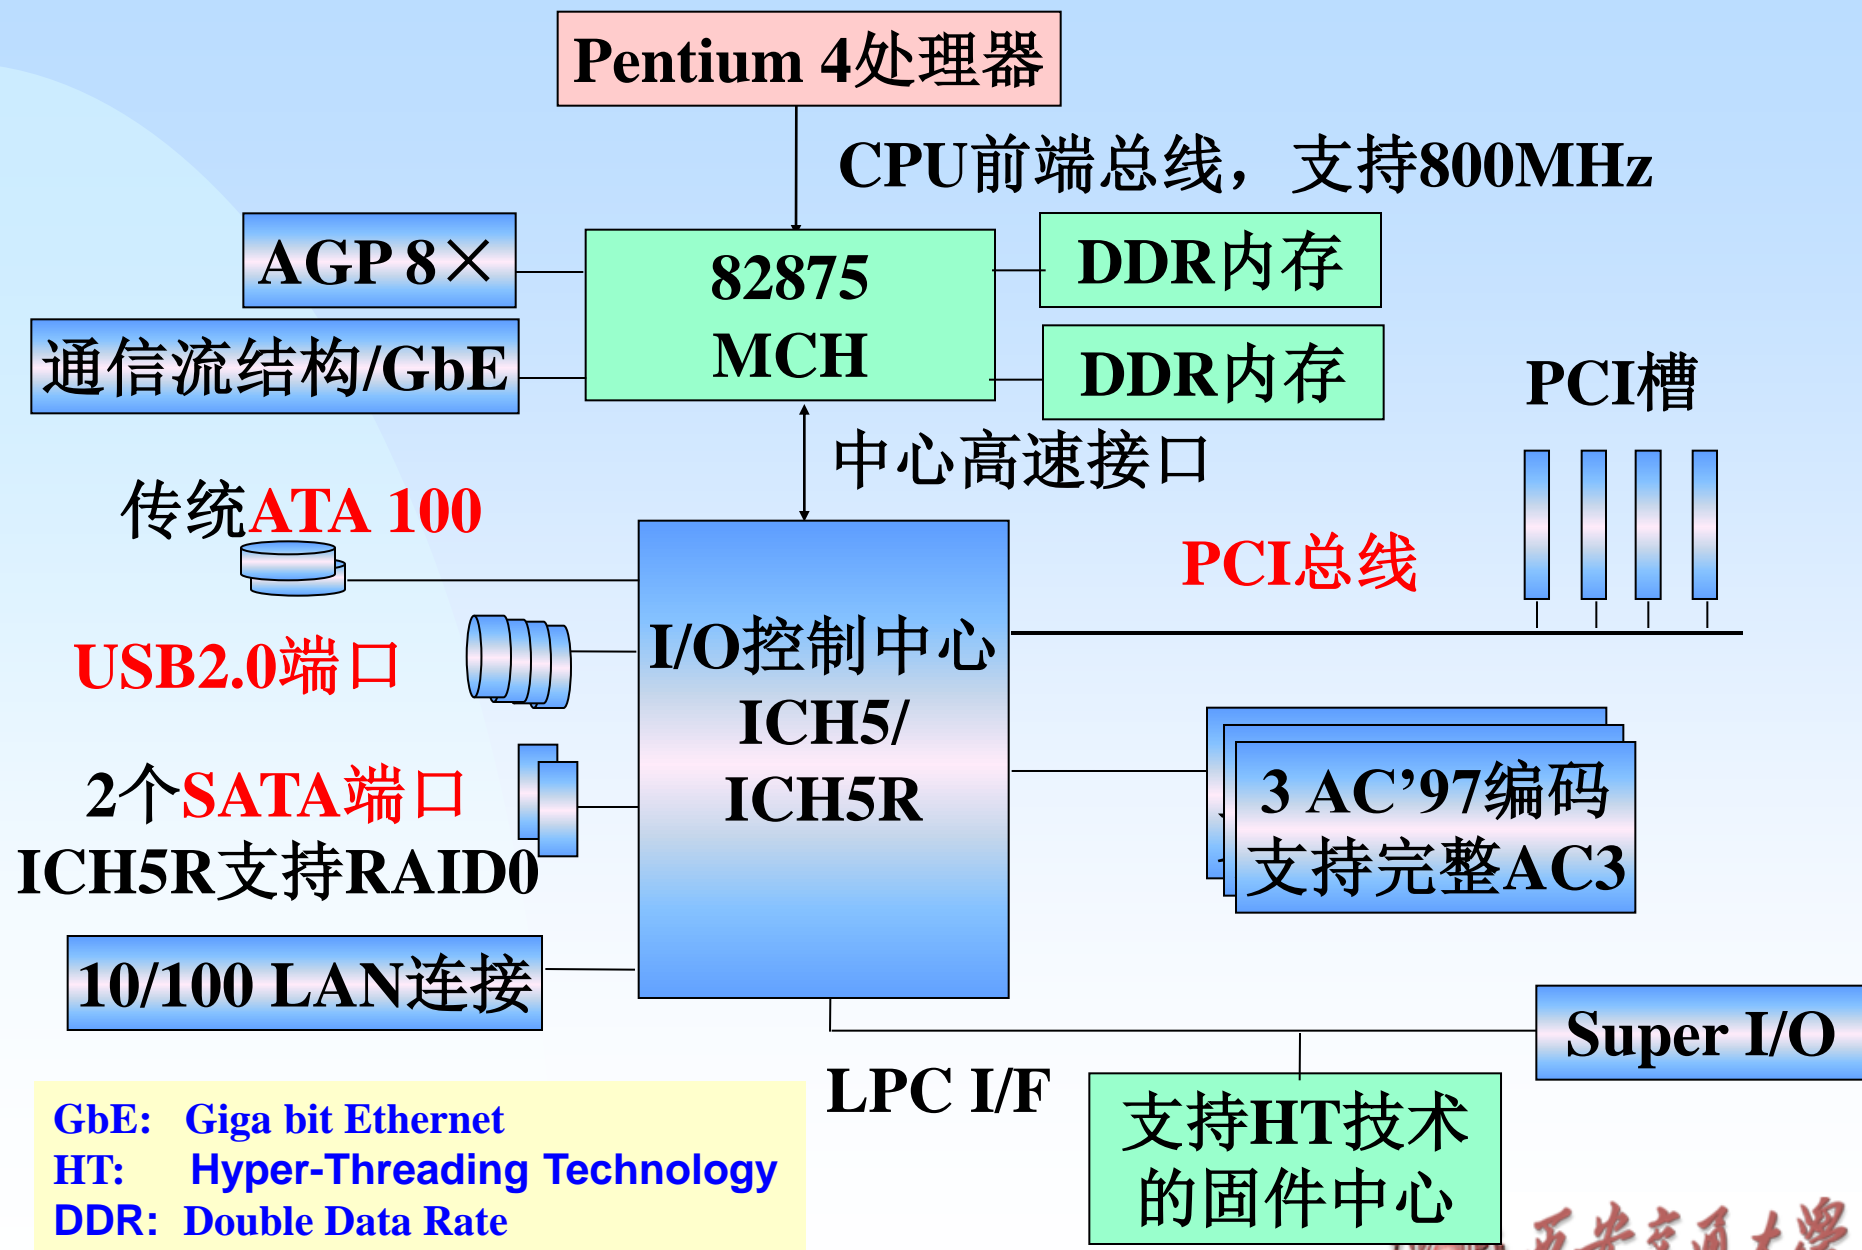 Pentium 4处理器
CPU前端总线，支持800MHz
AGP 8×
82875
MCH
DDR内存
通信流结构/GbE
DDR内存
PCI槽
中心高速接口
传统ATA 100
PCI总线
USB2.0端口
I/O控制中心
ICH5/
ICH5R
2个SATA端口
ICH5R支持RAID0
3 AC’97编码
支持完整AC3
10/100 LAN连接
Super I/O
LPC I/F
支持HT技术
的固件中心
GbE: Giga bit Ethernet
HT: Hyper-Threading Technology
DDR: Double Data Rate
西安交通大学